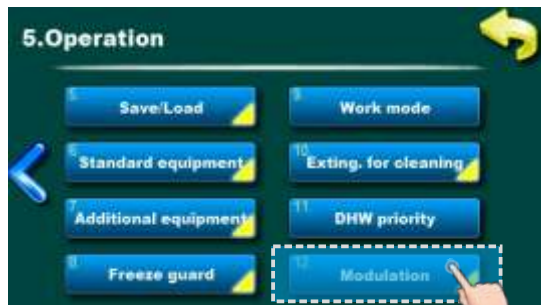 5.Operation
5 Save/Load
9 Work mode
6 Standard equipment
10 Exting. for cleaning
7 Additional equipment
11 DHW priority
8 Freeze guard
12 Modulation